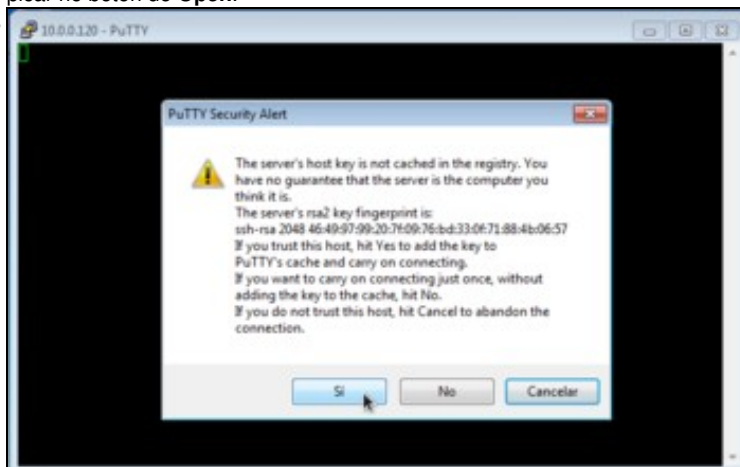 picar no botón de Open.
10.0.0.120 - PuTTY
PuTTY Security Alert
The server's host key is not cached in the registry. You
have no guarantee that the server is the computer you
think it is.
The server's rsa2 key fingerprint is:
ssh-rsa 2048 46:49:97:99:20:7f:09:76:bd:33:0f:71:88:4b:06:57
If you trust this host, hit Yes to add the key to
PuTTY's cache and carry on connecting.
If you want to carry on connecting just once, without
adding the key to the cache, hit No.
If you do not trust this host, hit Cancel to abandon the
connection.
Sí No Cancelar